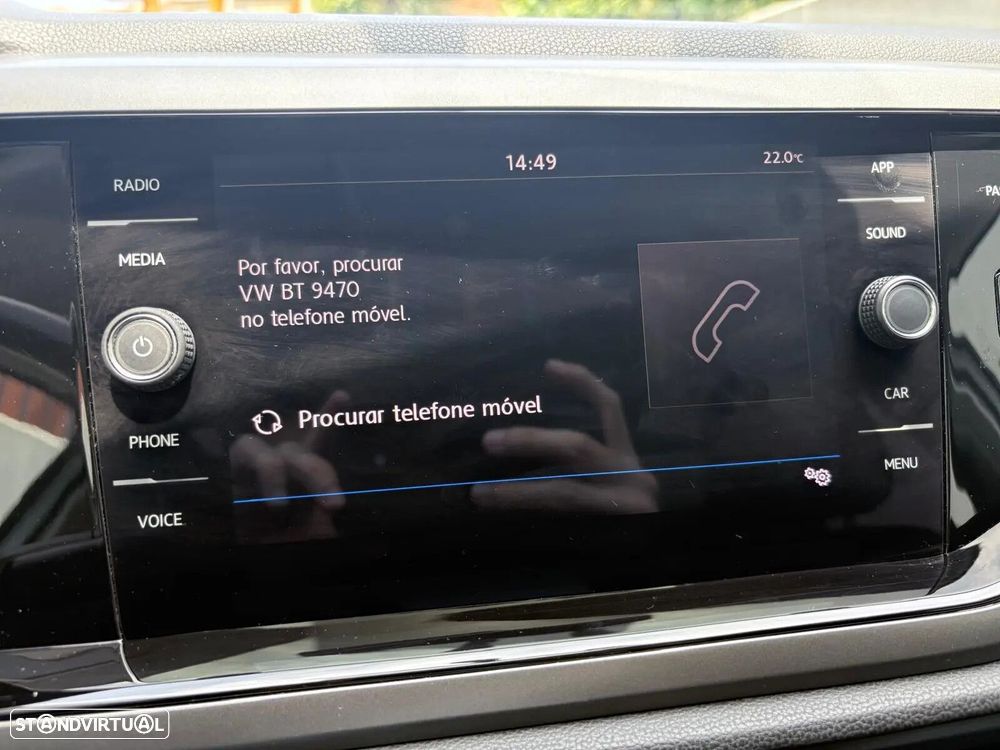 14:49
22.0°C
RADIO
MEDIA
PHONE
VOICE
Por favor, procurar
VW BT 9470
no telefone móvel.
Procurar telefone móvel
APP
SOUND
CAR
MENU
STANDVIRTUAL